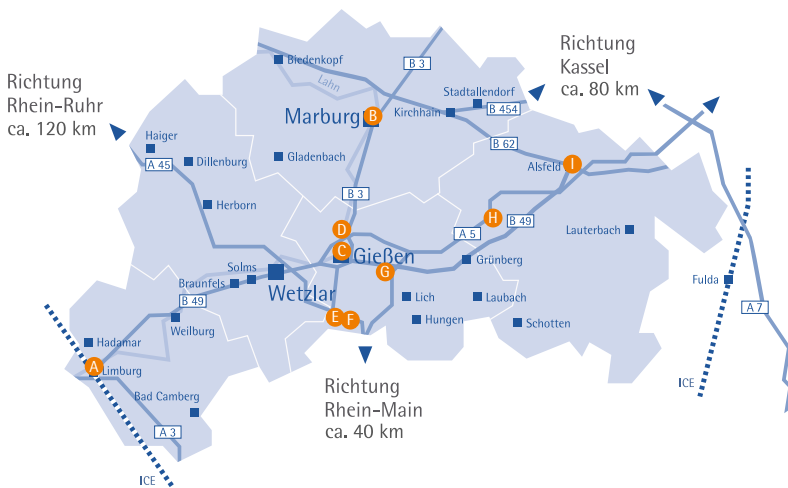 Richtung
Rhein-Ruhr
ca. 120 km
Richtung
Kassel
ca. 80 km
Biedenkopf
B 3
Lahn
Stadtallendorf
B 454
Marburg
B
Kirchhain
Haiger
A 45
Dillenburg
Gladenbach
B 62
Alsfeld
I
Herborn
B 3
D
H
A 5
B 49
Lauterbach
C
Gießen
G
Grünberg
Solms
Braunfels
Wetzlar
Fulda
B 49
Lich
Laubach
Weilburg
E
F
Hungen
Schotten
A 7
Hadamar
A
Limburg
Bad Camberg
A 3
Richtung
Rhein-Main
ca. 40 km
ICE
ICE